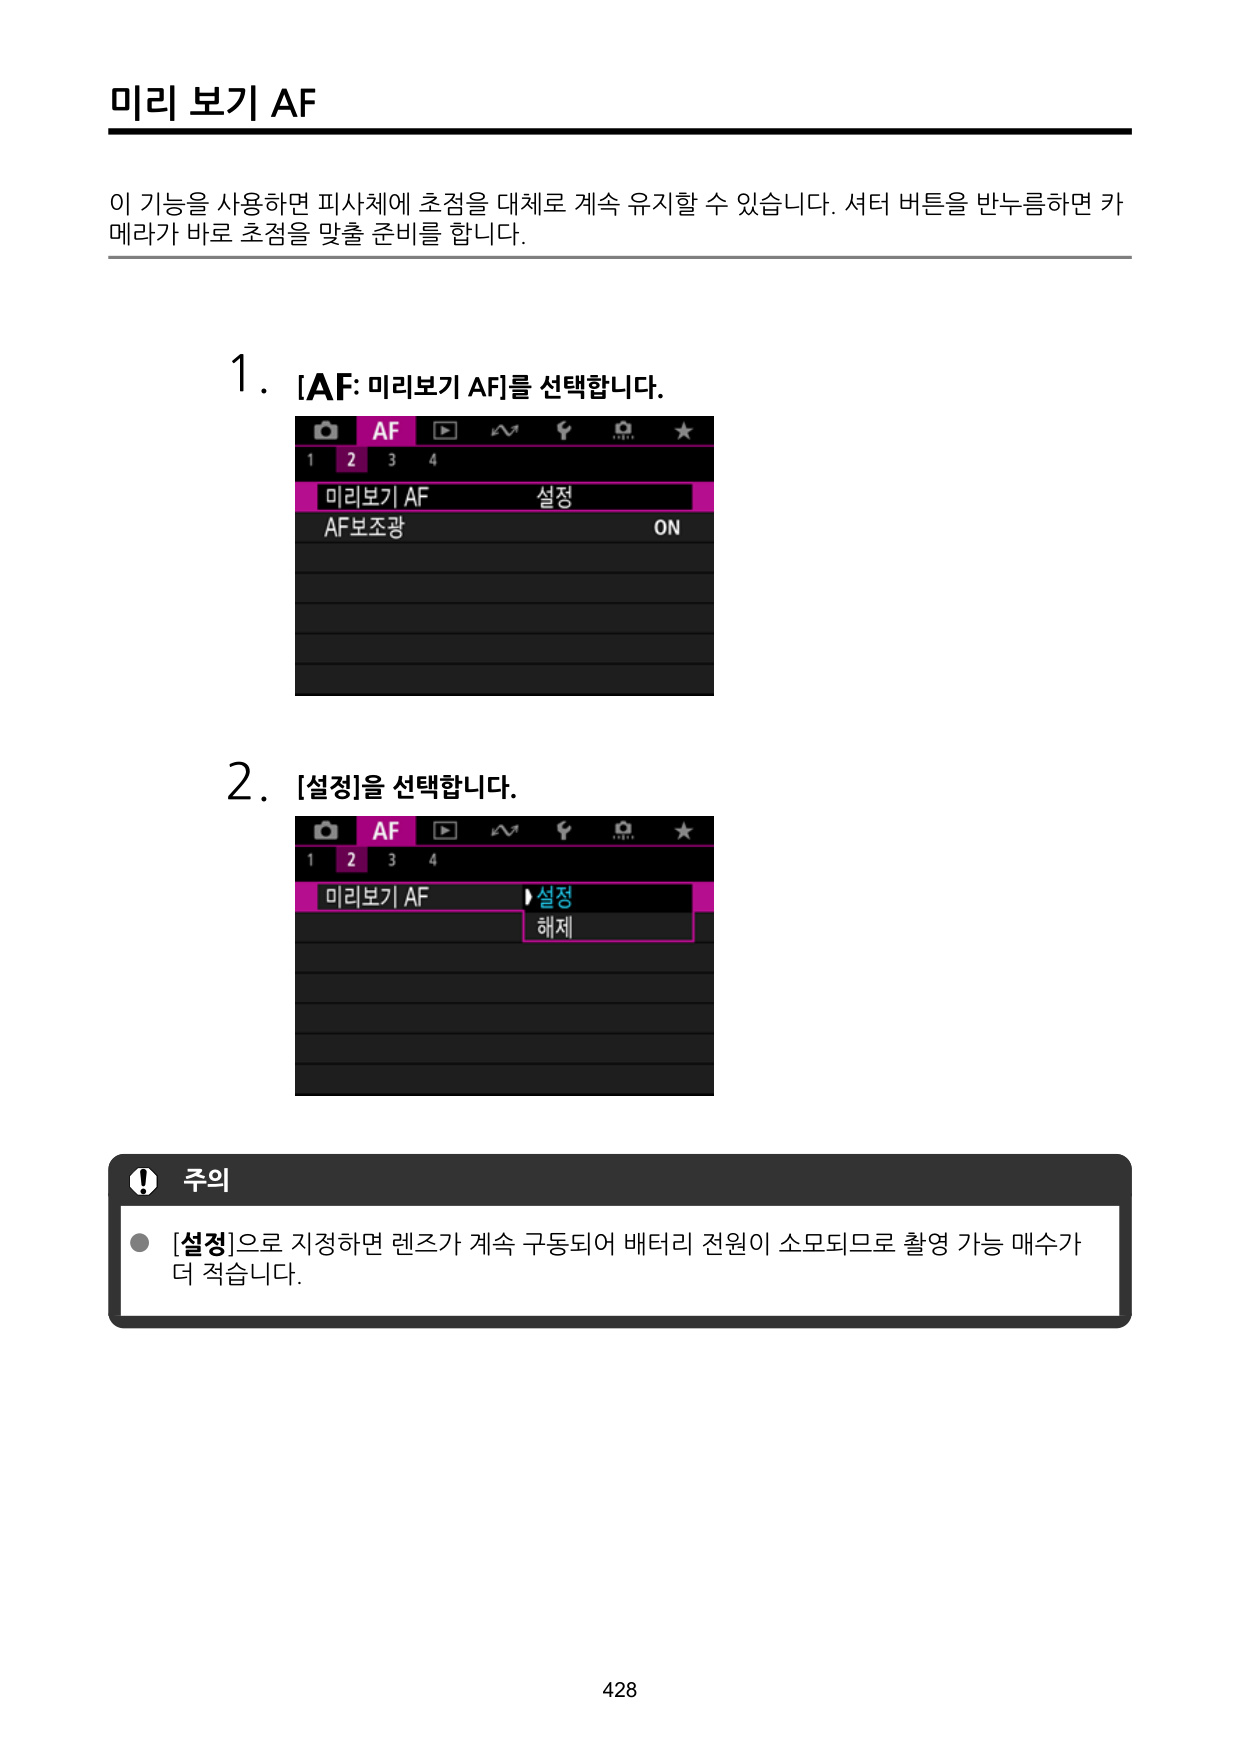 미리 보기 AF
이 기능을 사용하면 피사체에 초점을 대체로 계속 유지할 수 있습니다. 셔터 버튼을 반누름하면 카
메라가 바로 초점을 맞출 준비를 합니다.
1. [AF: 미리보기 AF]를 선택합니다.
AF
1 2 3 4
미리보기 AF 설정
AF보조광 ON
2. [설정]을 선택합니다.
AF
1 2 3 4
미리보기 AF 설정
해제
주의
[설정]으로 지정하면 렌즈가 계속 구동되어 배터리 전원이 소모되므로 촬영 가능 매수가
더 적습니다.
428